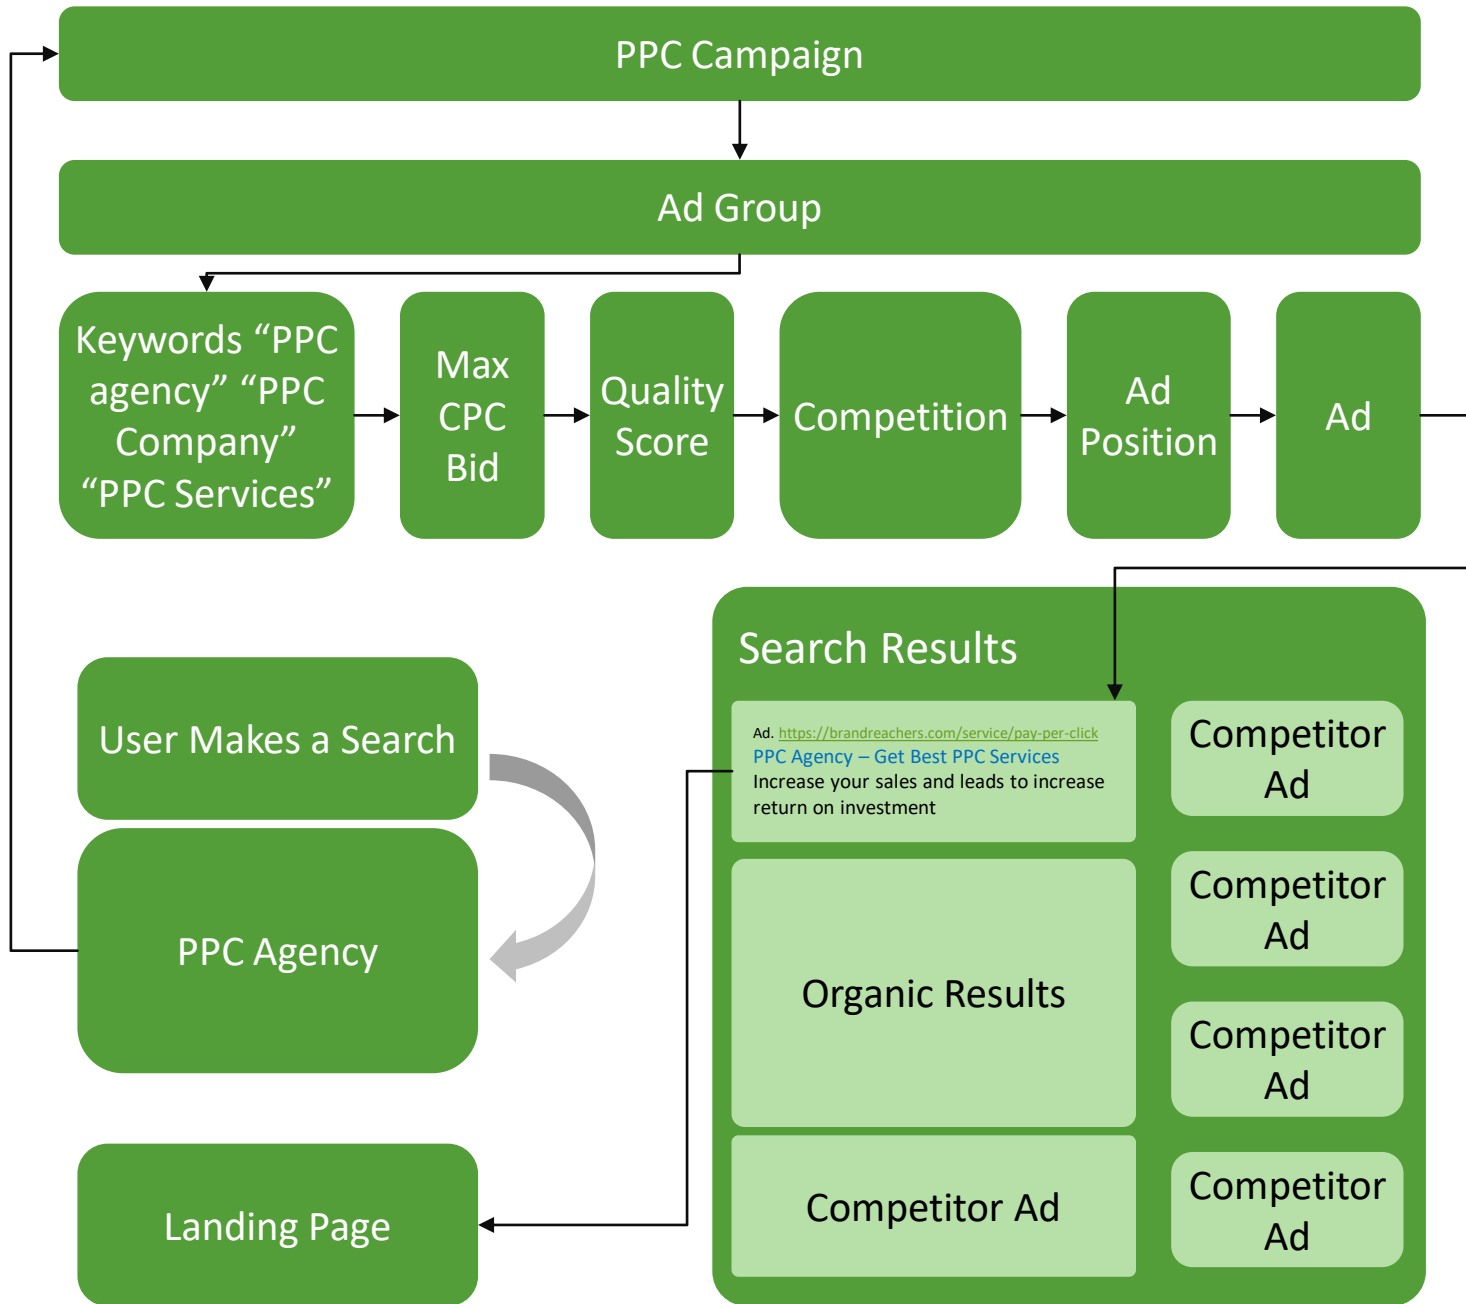 PPC Campaign
Ad Group
Keywords “PPC
agency” “PPC
Company”
“PPC Services”
Max
CPC
Bid
Quality
Score
Competition
Ad
Position
Ad
User Makes a Search
PPC Agency
Landing Page
Search Results
Ad. https://brandreachers.com/service/pay-per-click
PPC Agency – Get Best PPC Services
Increase your sales and leads to increase
return on investment
Organic Results
Competitor Ad
Competitor
Ad
Competitor
Ad
Competitor
Ad
Competitor
Ad